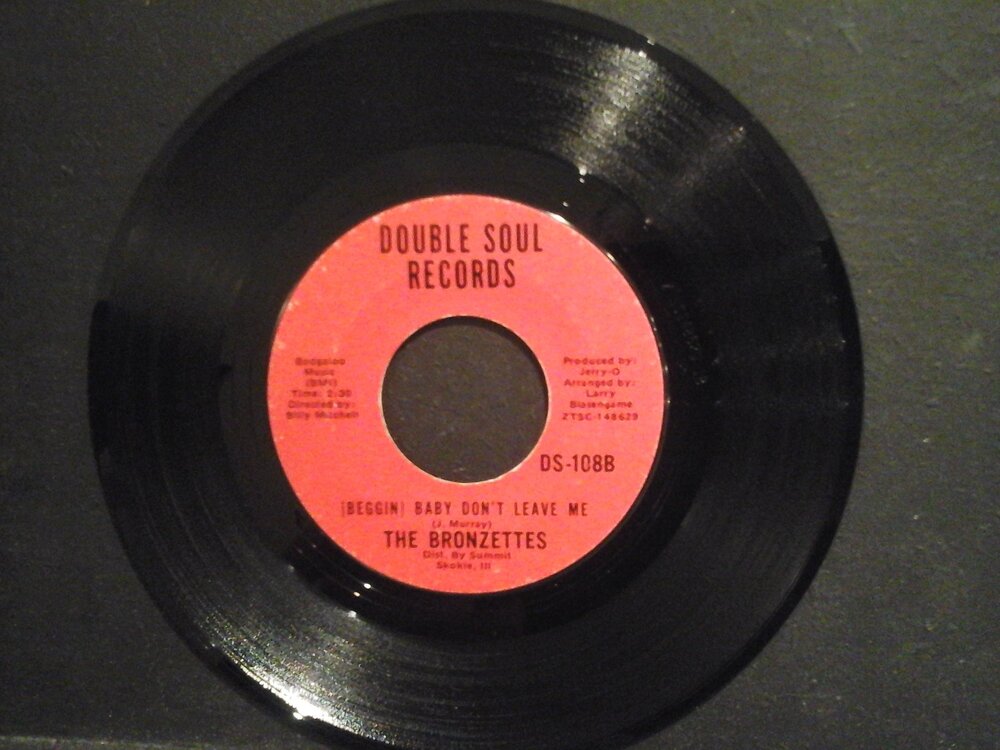 DOUBLE SOUL
RECORDS
Boogaloo
Music
(BMI)
Time: 2:30
Directed by:
Billy Mitchell
Produced by:
Jerry-O
Arranged by:
Larry
Blasengame
ZTSC-148629
DS-108B
(BEGGIN) BABY DON'T LEAVE ME
(J. Murray)
THE BRONZETTES
Dist. By Summit
Skokie, Ill